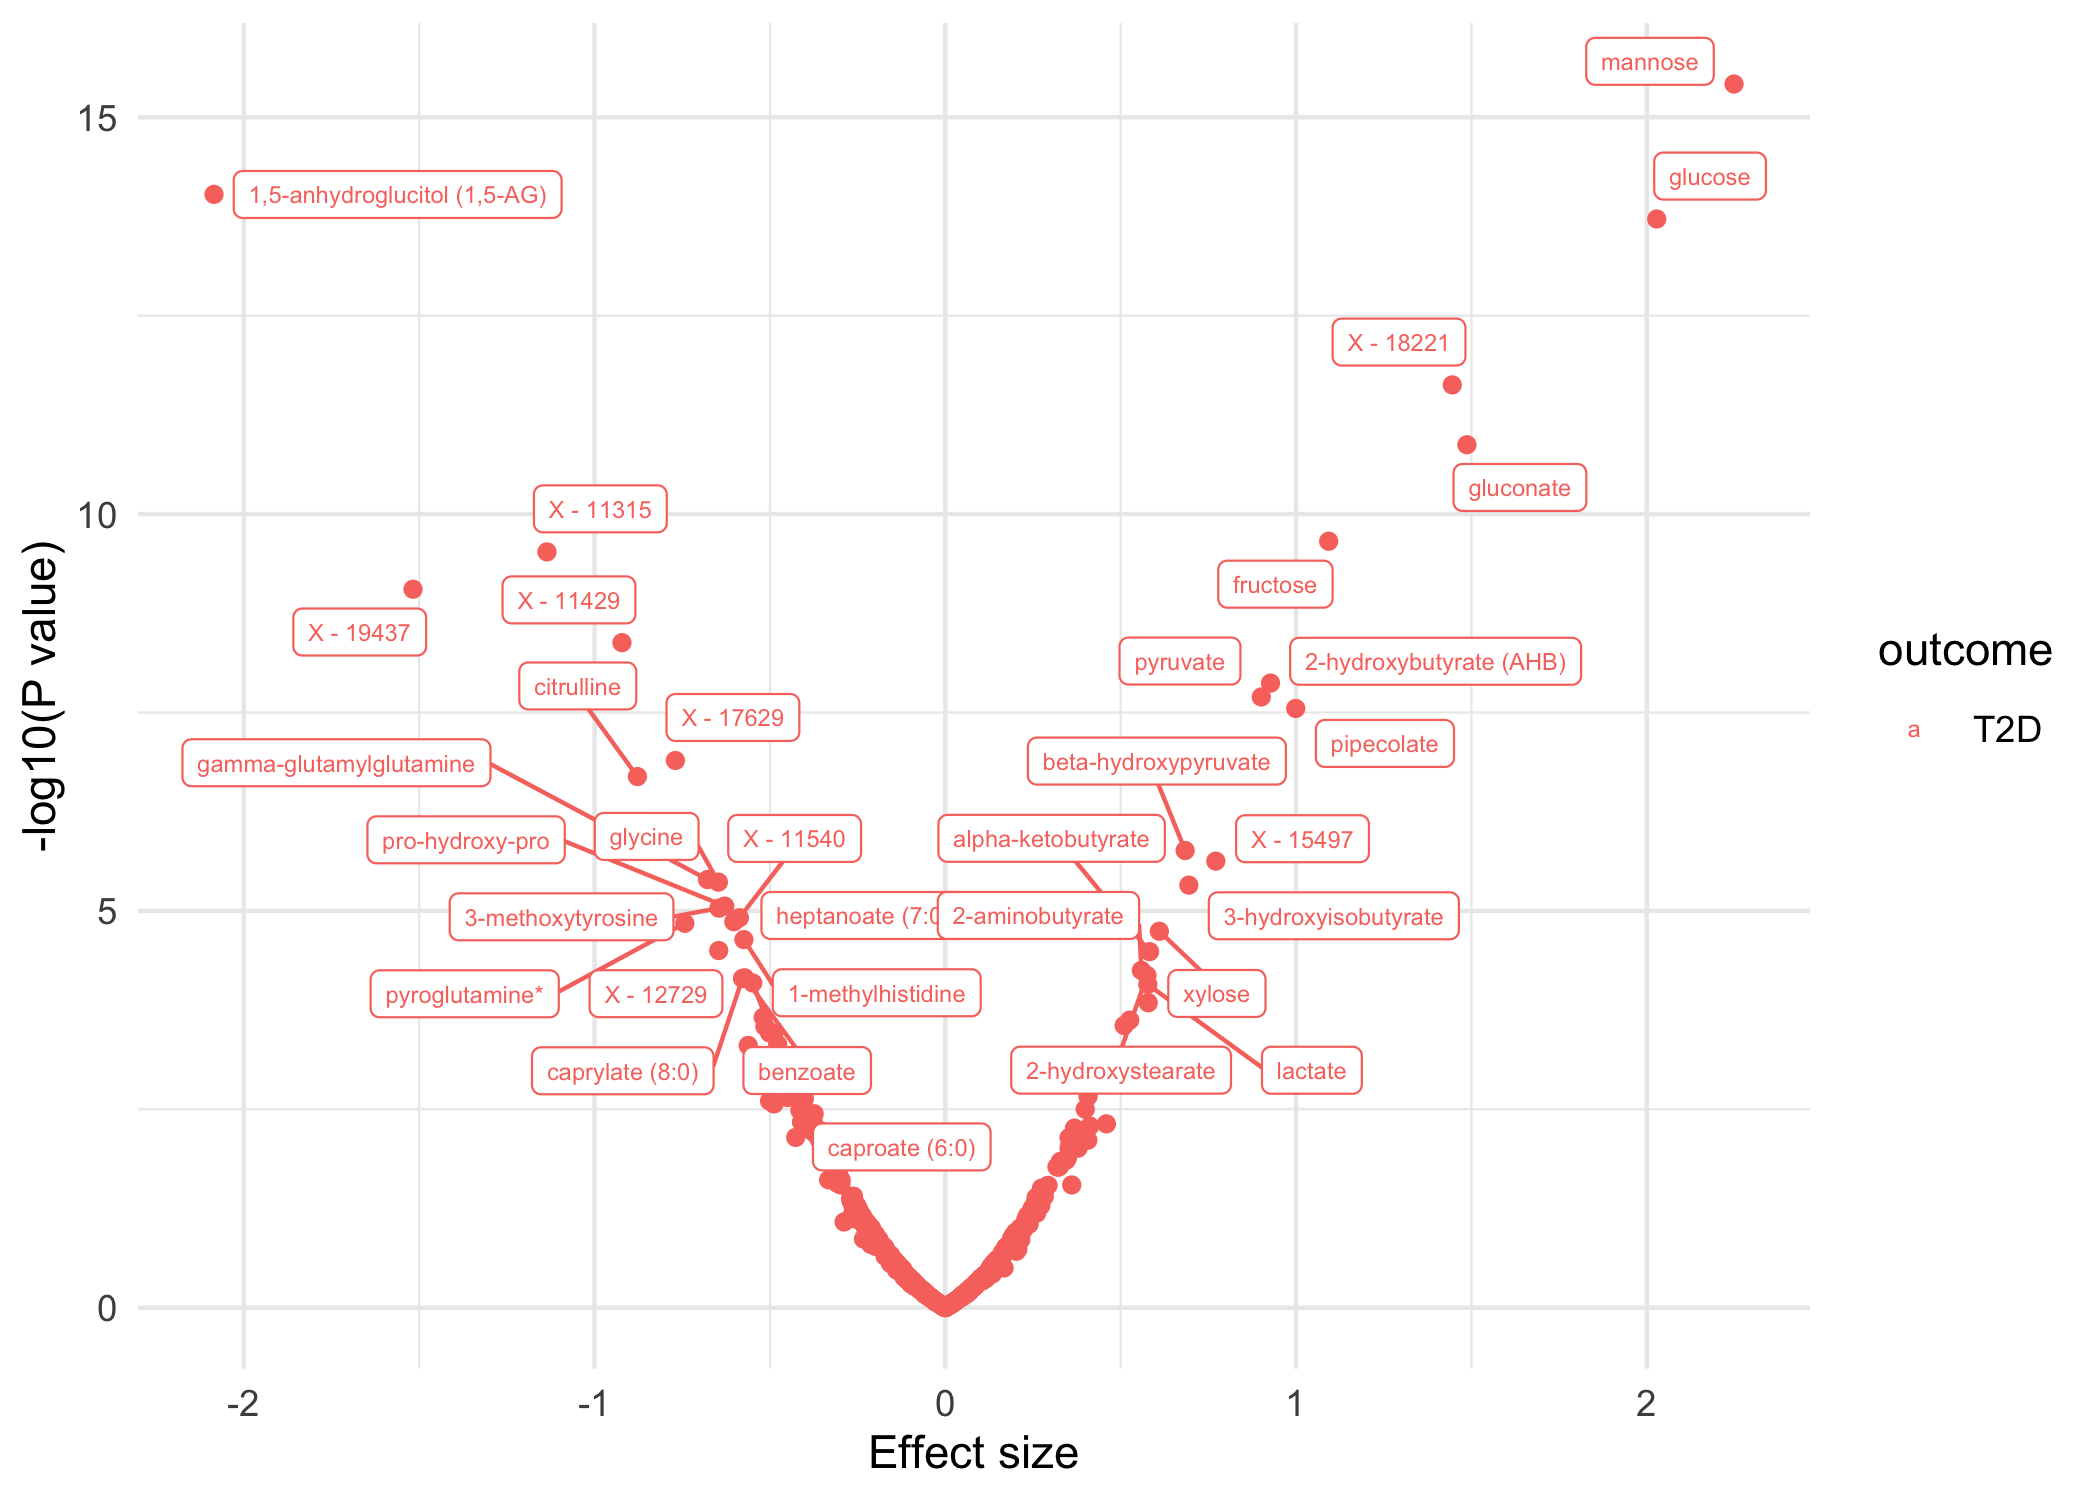 mannose
15
glucose
1,5-anhydroglucitol (1,5-AG)
X - 18221
gluconate
X - 11315
10
fructose
X - 11429
X - 19437
pyruvate
2-hydroxybutyrate (AHB)
outcome
a T2D
citrulline
X - 17629
pipecolate
gamma-glutamylglutamine
beta-hydroxypyruvate
-log10(P value)
pro-hydroxy-pro
glycine
X - 11540
alpha-ketobutyrate
X - 15497
5
3-methoxytyrosine
heptanoate (7:0
2-aminobutyrate
3-hydroxyisobutyrate
pyroglutamine*
X - 12729
1-methylhistidine
xylose
caprylate (8:0)
benzoate
2-hydroxystearate
lactate
caproate (6:0)
0
-2
-1
0
1
2
Effect size